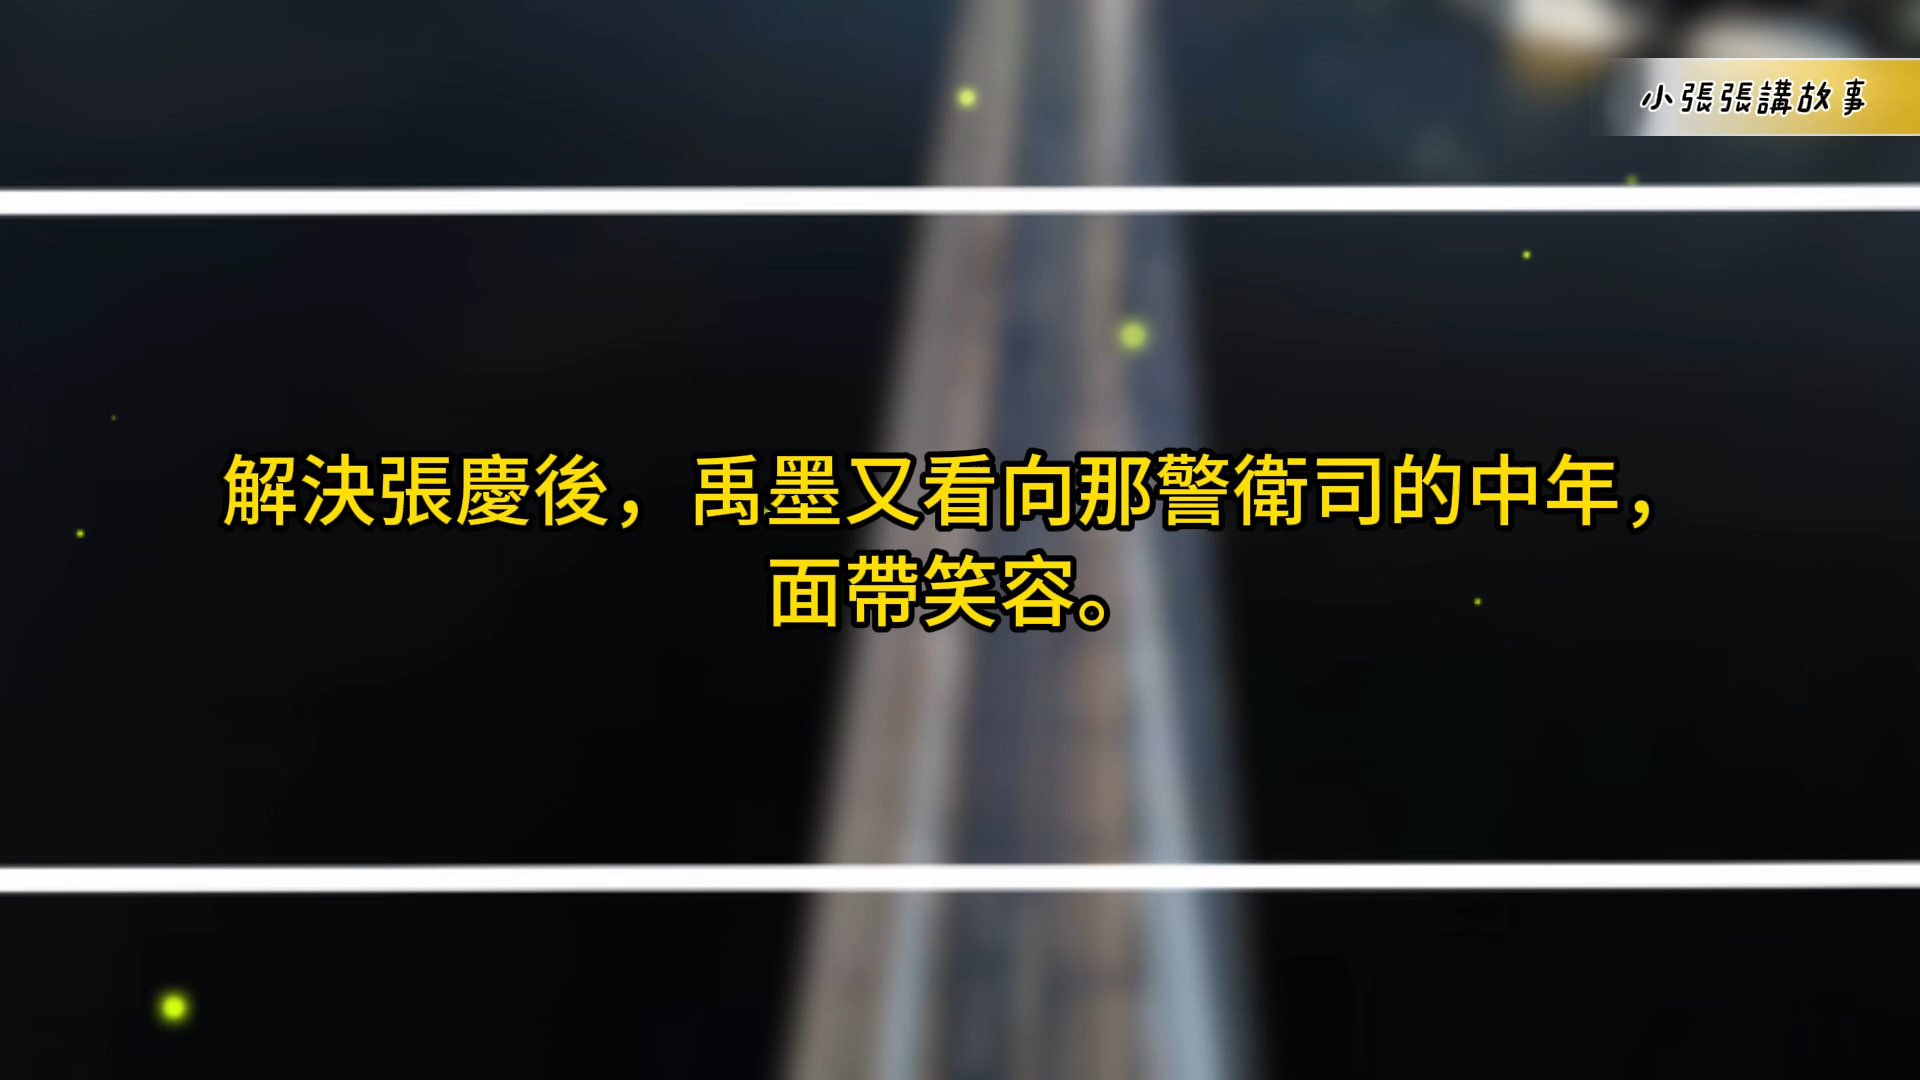 小張張講故事
解決張慶後，禹墨又看向那警衛司的中年，
面帶笑容。